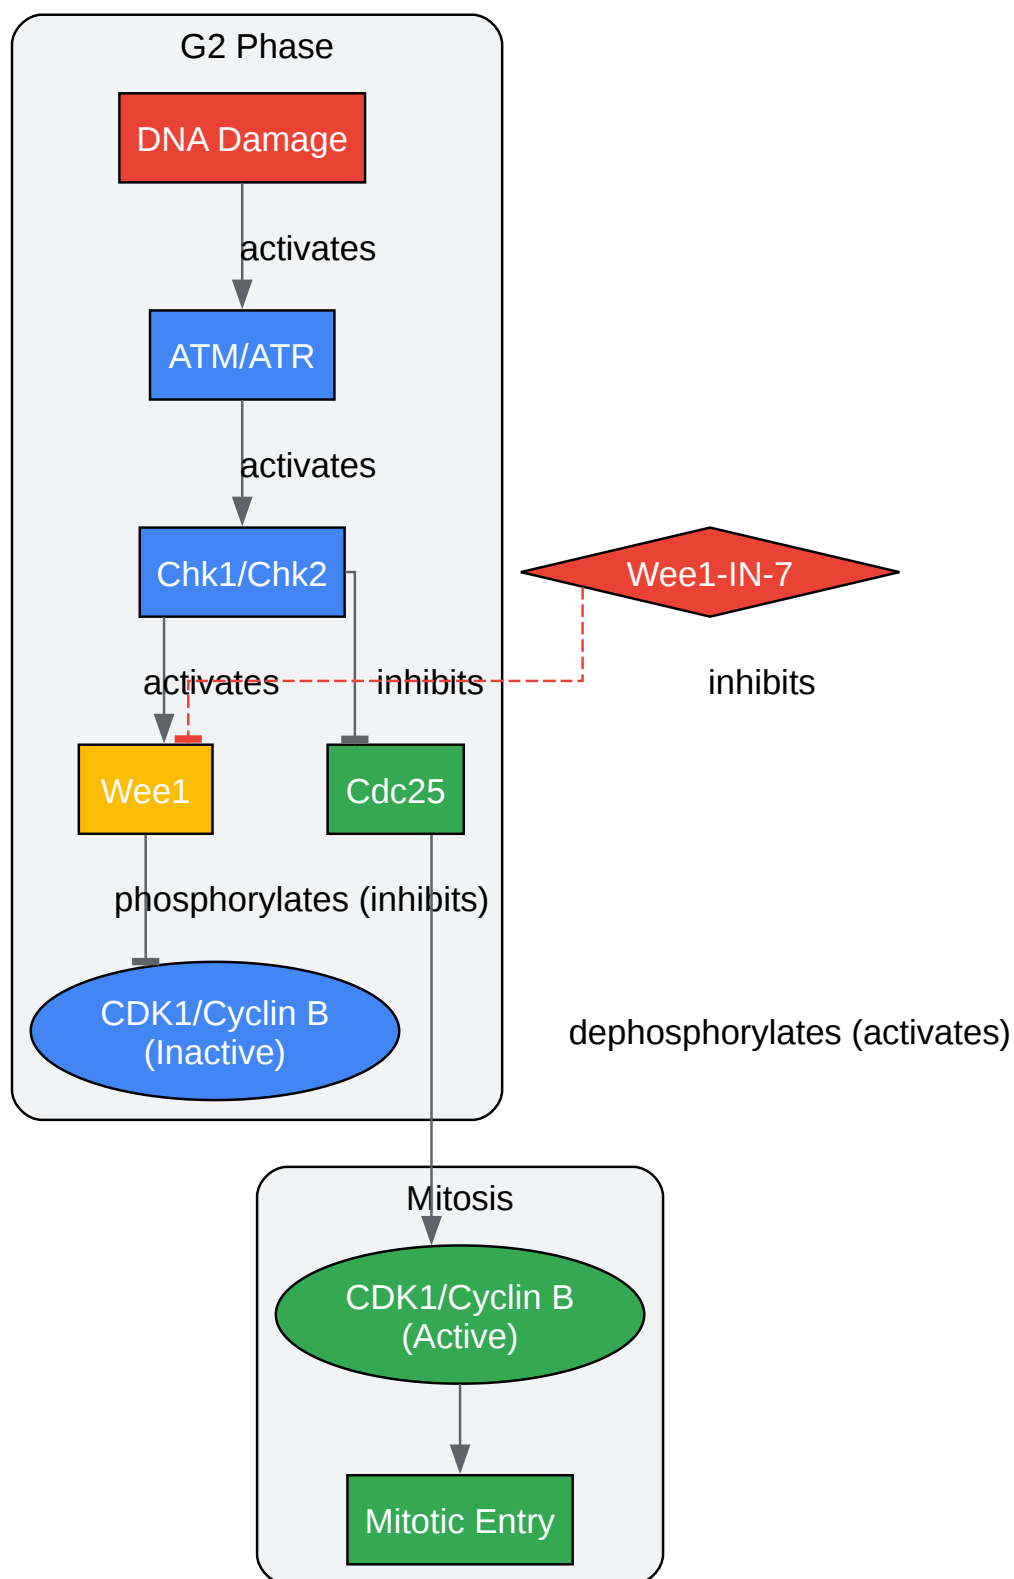 G2 Phase
DNA Damage
activates
ATM/ATR
activates
Chk1/Chk2
Wee1-IN-7
activates
inhibits
inhibits
Wee1
Cdc25
phosphorylates (inhibits)
CDK1/Cyclin B
(Inactive)
dephosphorylates (activates)
Mitosis
CDK1/Cyclin B
(Active)
Mitotic Entry